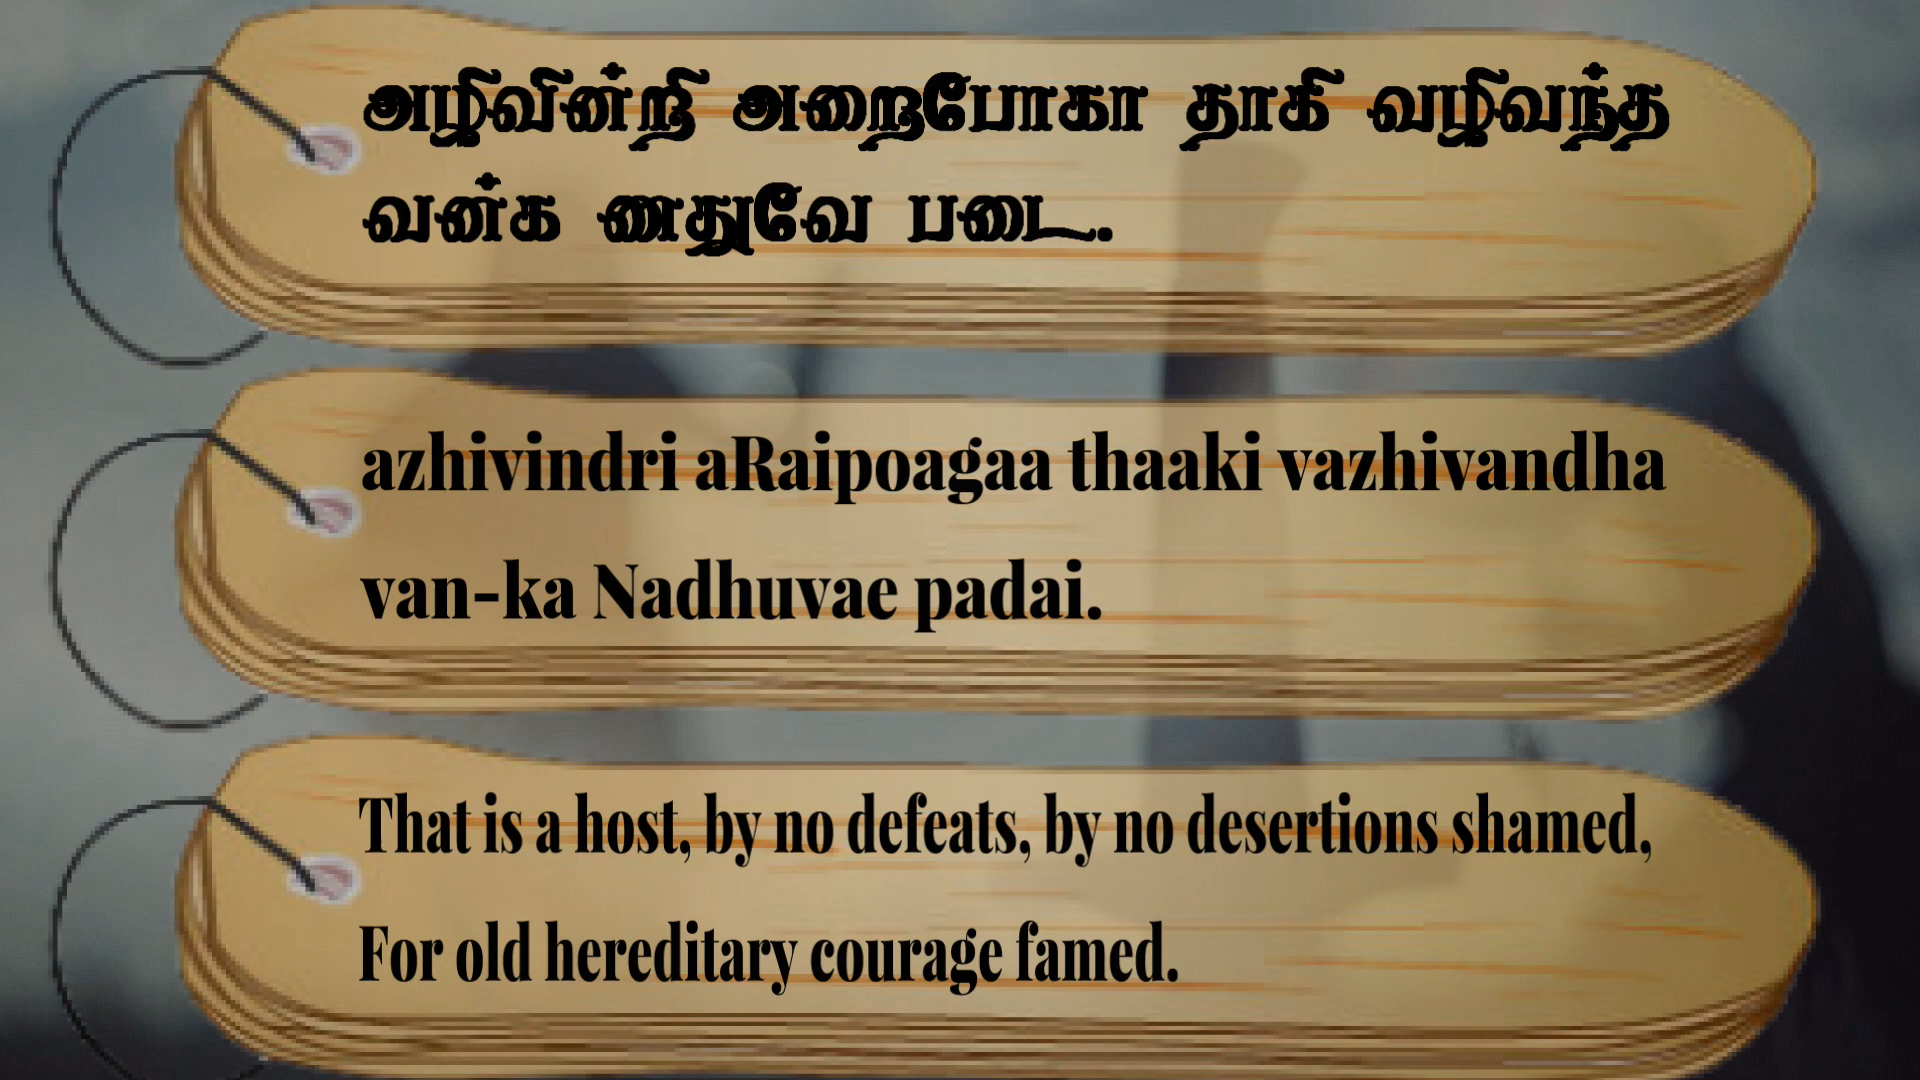 அழிவின்றி அறைபோகா தாகி வழிவந்த
வன்க ணதுவே படை.
azhivindri aRaipoagaa thaaki vazhivandha
van-ka Nadhuvae padai.
That is a host, by no defeats, by no desertions shamed,
For old hereditary courage famed.